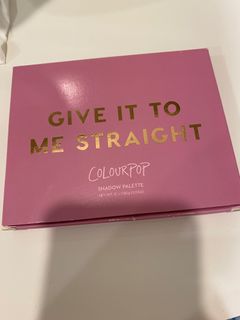 GIVE IT TO
ME STRAIGHT
COLOURPOP
SHADOW PALETTE